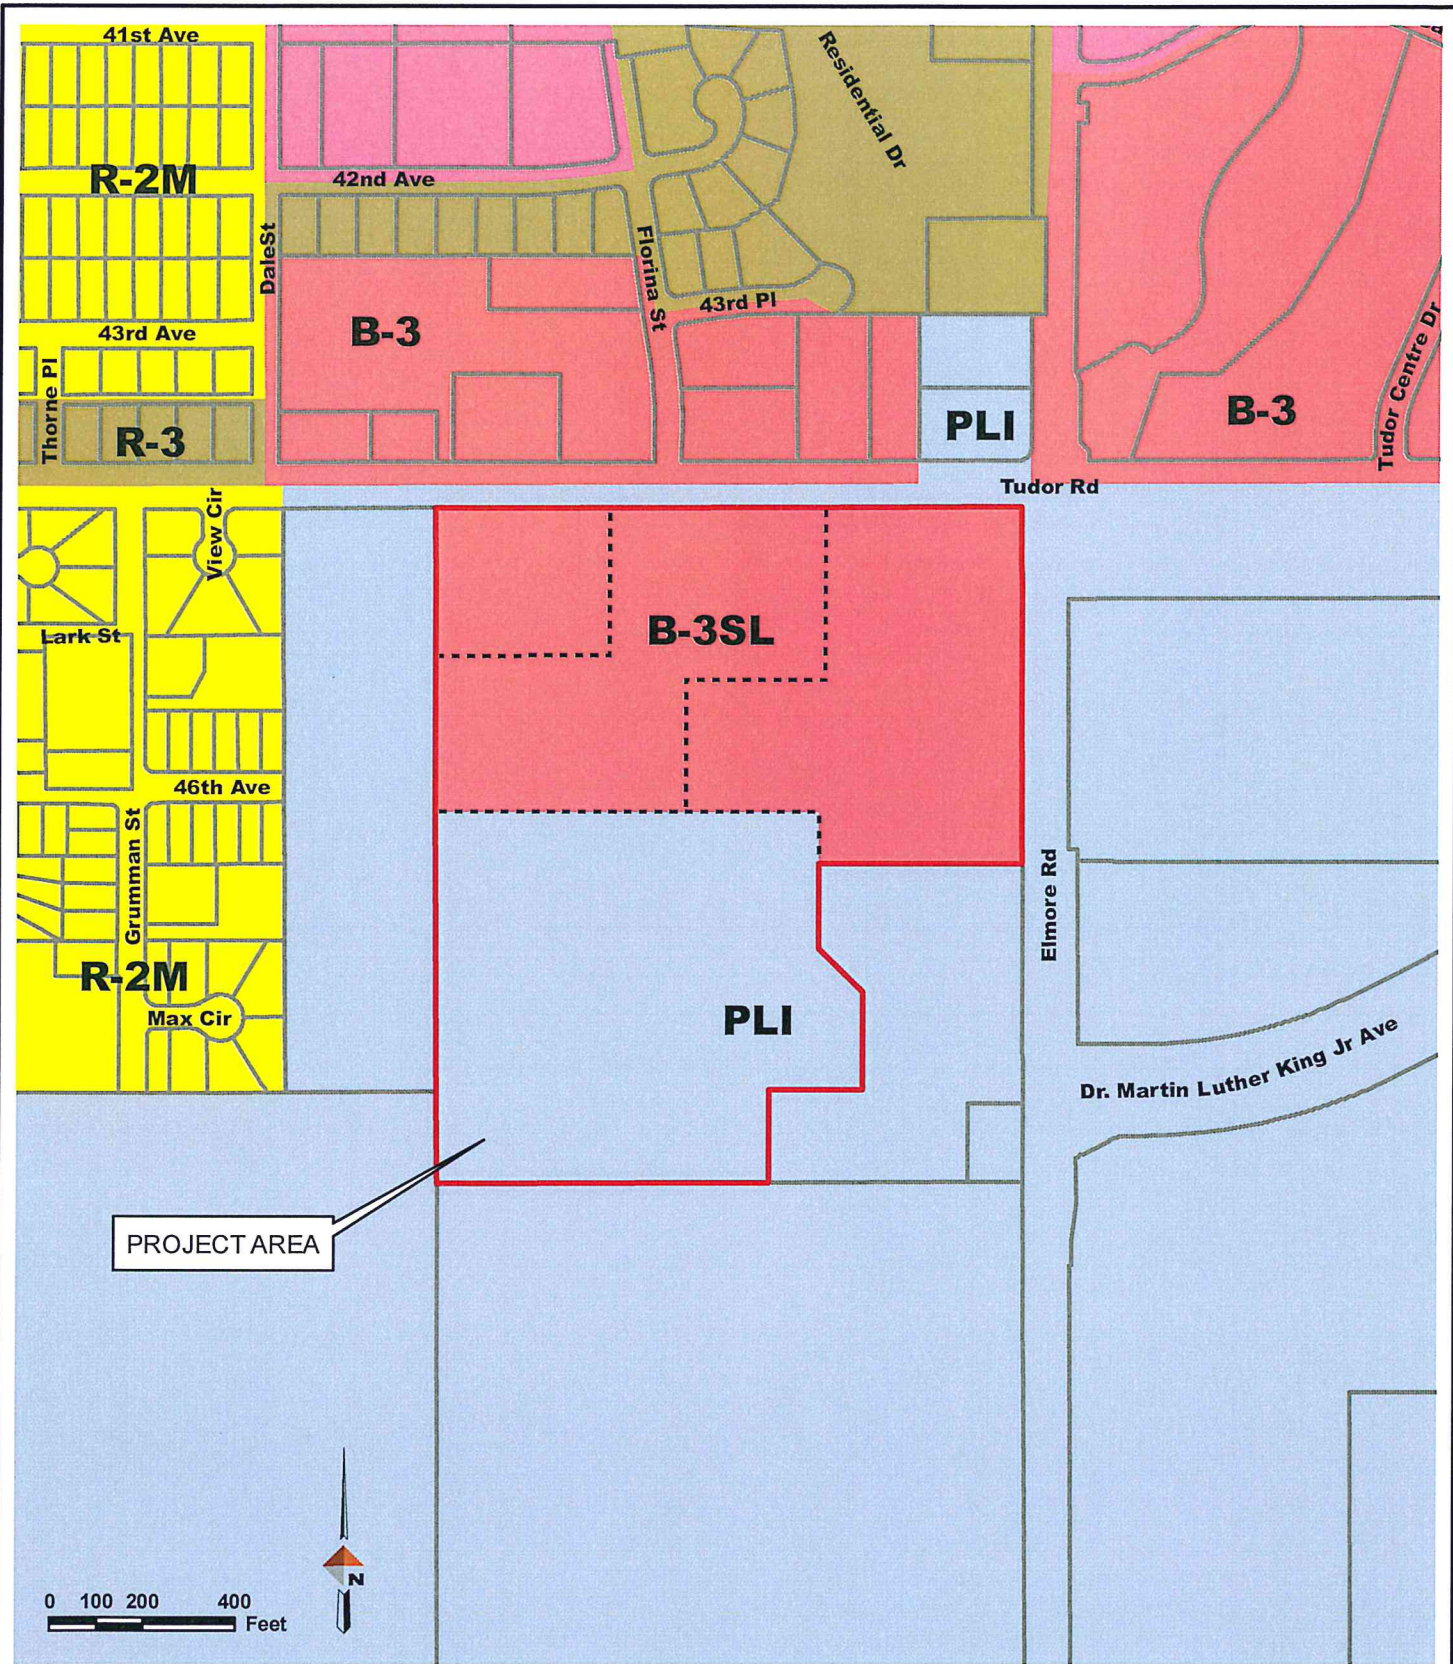 41st Ave
Residential Dr
R-2M
42nd Ave
DaleSt
Florina St
43rd Pl
43rd Ave
B-3
Thorne Pl
R-3
PLI
B-3
Tudor Centre Dr
Tudor Rd
View Cir
Lark St
B-3SL
46th Ave
Grumman St
Elmore Rd
R-2M
Max Cir
PLI
Dr. Martin Luther King Jr Ave
PROJECT AREA
N
0 100 200 400
Feet